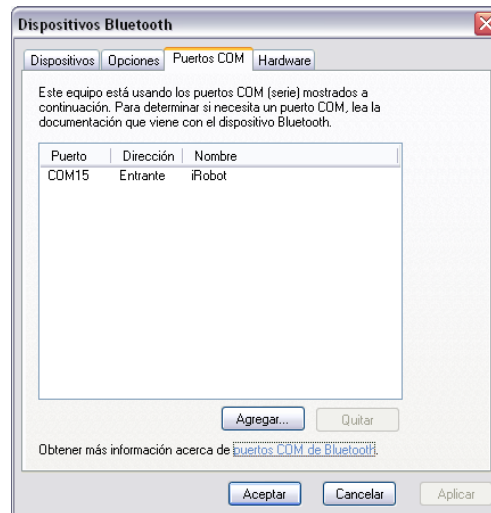 Dispositivos Bluetooth
Dispositivos Opciones Puertos COM Hardware
Este equipo está usando los puertos COM (serie) mostrados a
continuación. Para determinar si necesita un puerto COM, lea la
documentación que viene con el dispositivo Bluetooth.
Puerto Dirección Nombre
COM15 Entrante iRobot
Agregar... Quitar
Obtener más información acerca de puertos COM de Bluetooth.
Aceptar Cancelar Aplicar